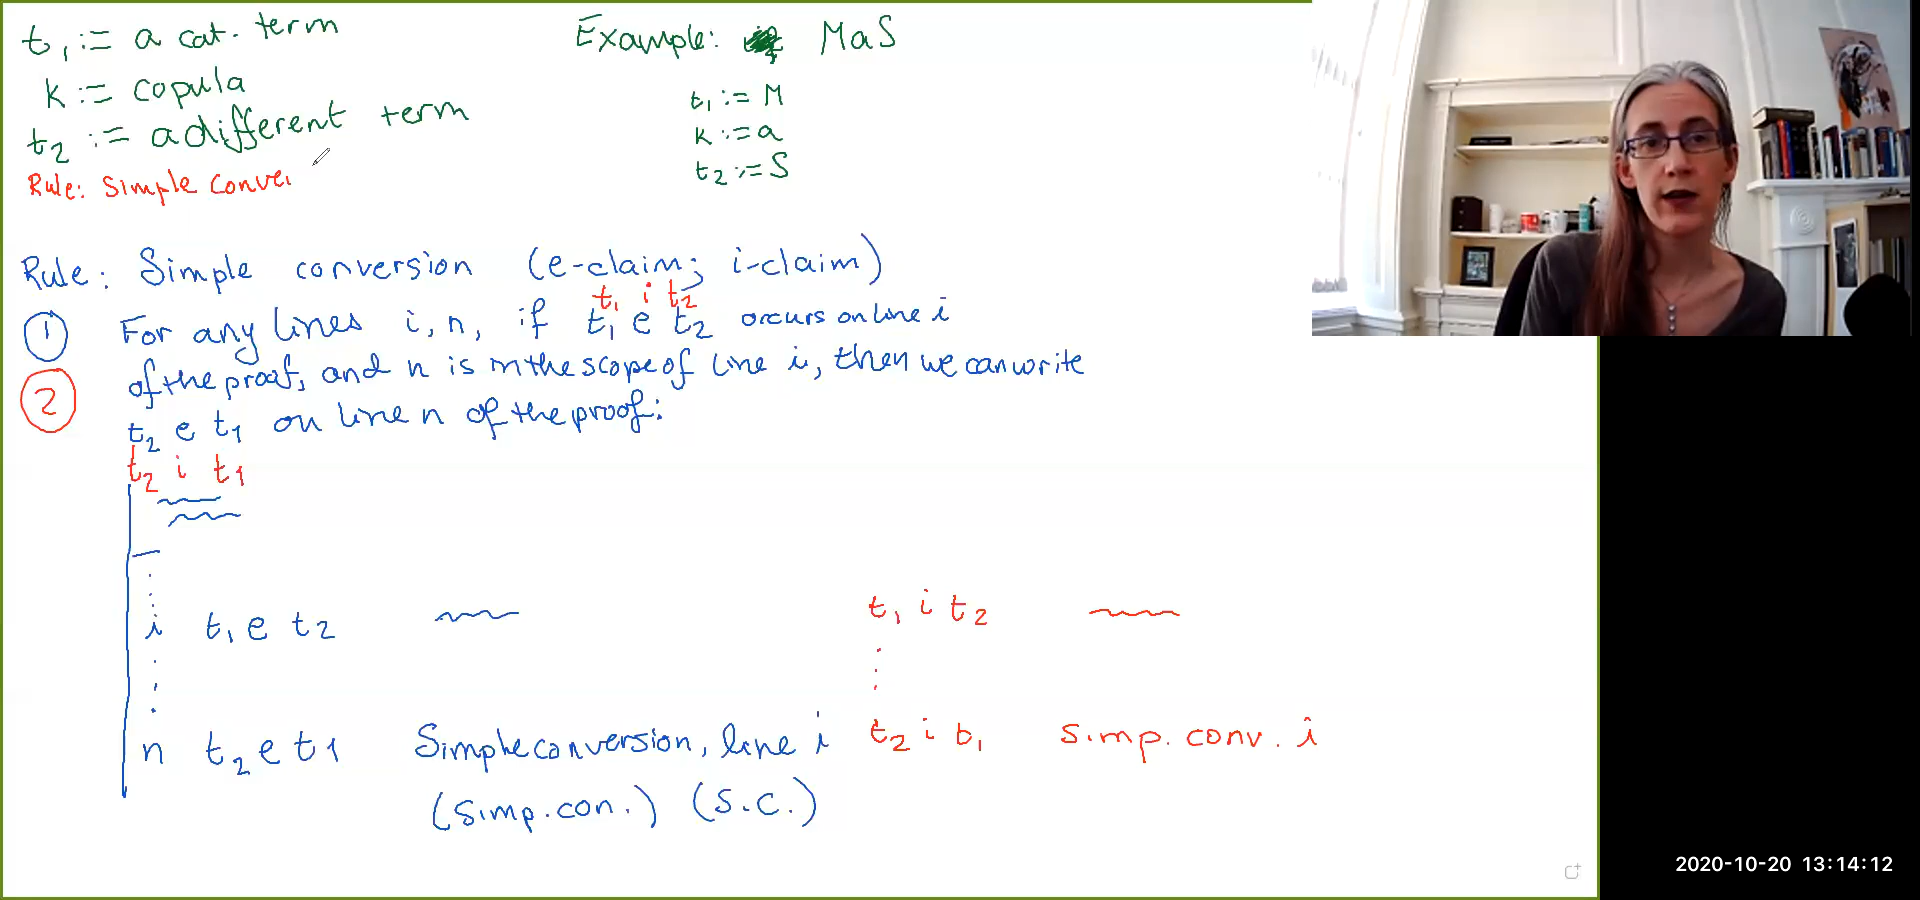 t₁ := a cat. term
k := copula
t₂ := a different term
Rule: simple conver
Example: MaS
t₁ := M
k := a
t₂ := S
Rule: Simple conversion (e-claim; i-claim)
t₁ i t₂
① For any lines i, n, if t₁ e t₂ occurs on line i
② of the proof, and n is in the scope of line i, then we can write
t₂ e t₁ on line n of the proof:
t₂ i t₁
i t₁ e t₂
n t₂ e t₁ Simple conversion, line i
(simp. con.) (S.C.)
t₁ i t₂
t₂ i t₁ simp. conv. i
2020-10-20 13:14:12